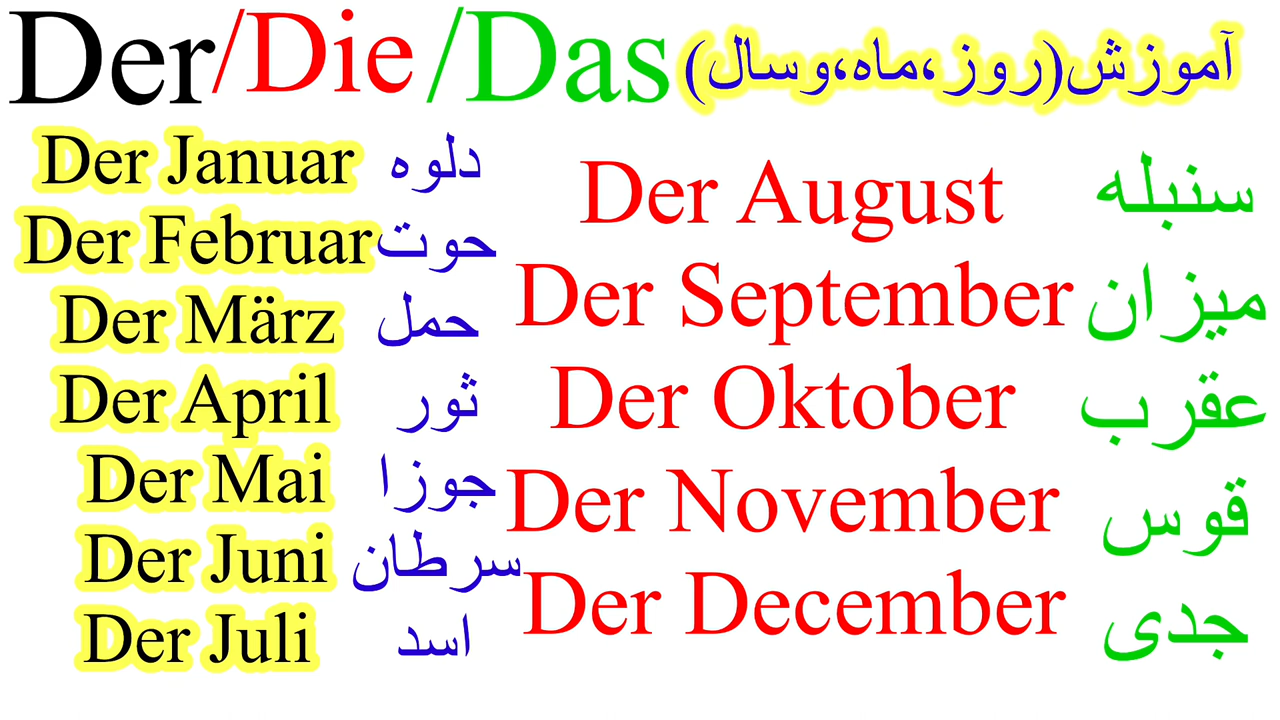 Der/Die/Das آموزش(روز،ماه،وسال)
Der Januar دلوه
Der Februar حوت
Der März حمل
Der April ثور
Der Mai جوزا
Der Juni سرطان
Der Juli اسد
Der August سنبله
Der September میزان
Der Oktober عقرب
Der November قوس
Der December جدی